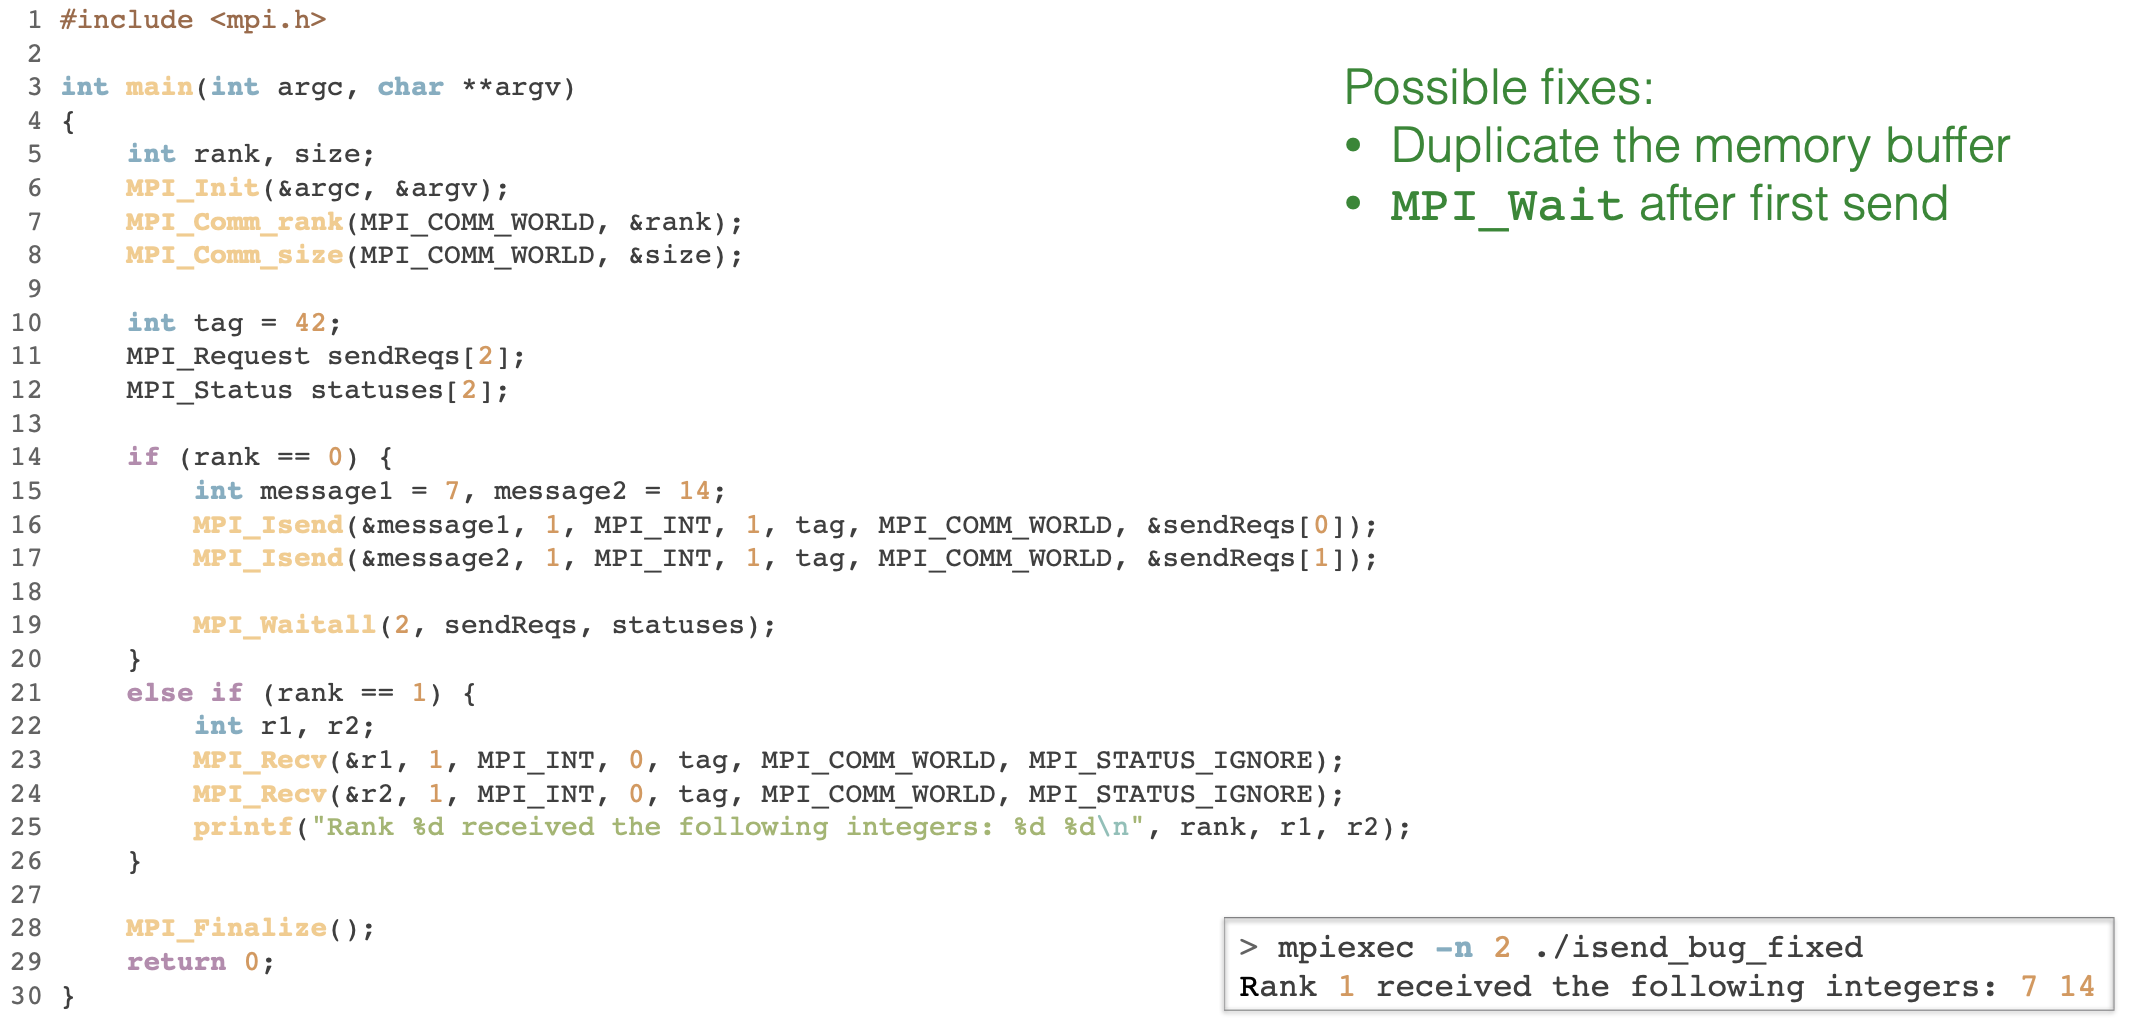 1 #include <mpi.h>
2
3 int main(int argc, char **argv)
4 {
5     int rank, size;
6     MPI_Init(&argc, &argv);
7     MPI_Comm_rank(MPI_COMM_WORLD, &rank);
8     MPI_Comm_size(MPI_COMM_WORLD, &size);
9
10     int tag = 42;
11     MPI_Request sendReqs[2];
12     MPI_Status statuses[2];
13
14     if (rank == 0) {
15         int message1 = 7, message2 = 14;
16         MPI_Isend(&message1, 1, MPI_INT, 1, tag, MPI_COMM_WORLD, &sendReqs[0]);
17         MPI_Isend(&message2, 1, MPI_INT, 1, tag, MPI_COMM_WORLD, &sendReqs[1]);
18
19         MPI_Waitall(2, sendReqs, statuses);
20     }
21     else if (rank == 1) {
22         int r1, r2;
23         MPI_Recv(&r1, 1, MPI_INT, 0, tag, MPI_COMM_WORLD, MPI_STATUS_IGNORE);
24         MPI_Recv(&r2, 1, MPI_INT, 0, tag, MPI_COMM_WORLD, MPI_STATUS_IGNORE);
25         printf("Rank %d received the following integers: %d %d\n", rank, r1, r2);
26     }
27
28     MPI_Finalize();
29     return 0;
30 }
Possible fixes:
• Duplicate the memory buffer
• MPI_Wait after first send
> mpiexec -n 2 ./isend_bug_fixed
Rank 1 received the following integers: 7 14